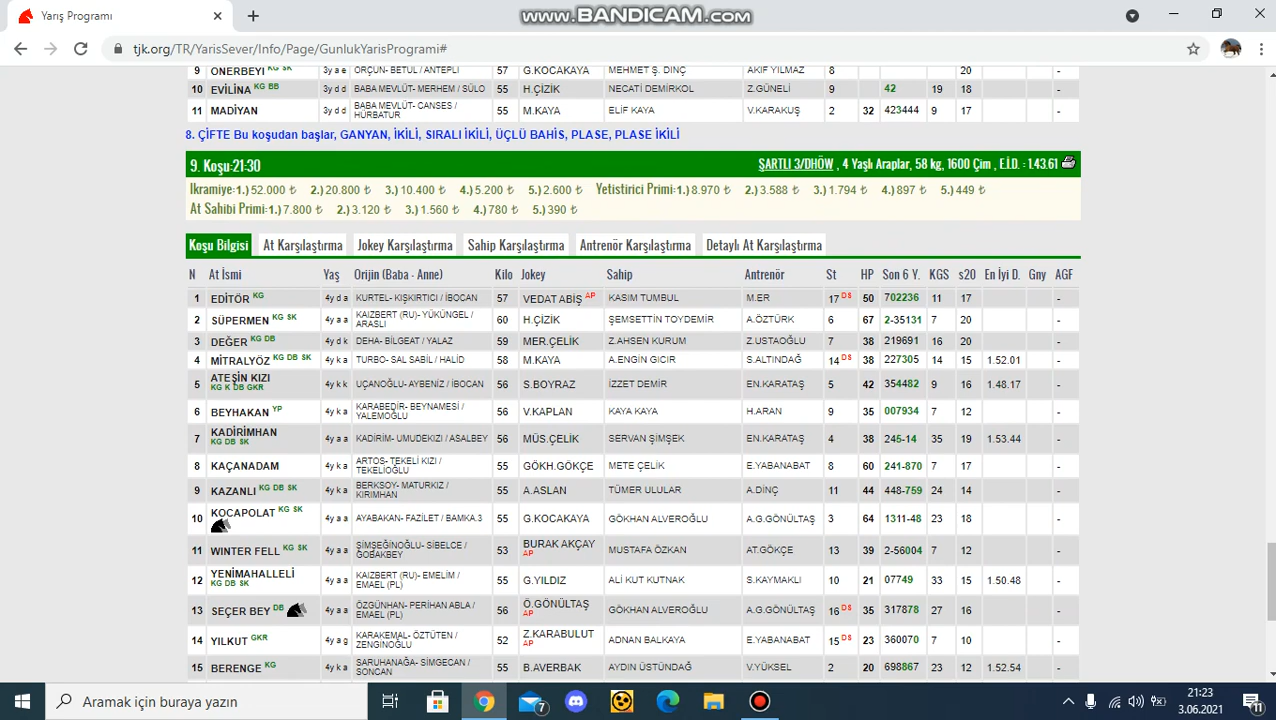 Yarış Programı
www.BANDICAM.com
tjk.org/TR/YarisSever/Info/Page/GunlukYarisProgrami#
9 ÖNERBEYİ KG SK 3y a e ORÇUN- BETÜL / ANTEPLİ 57 G.KOCAKAYA MEHMET Ş. DİNÇ AKİF YILMAZ 8 20 -
10 EVİLİNA KG BB 3y d d BABA MEVLÜT- MERHEM / SÜLO 55 H.ÇİZİK NECATİ DEMİRKOL Z.GÜNELİ 9 42 19 18 -
11 MADİYAN 3y d d BABA MEVLÜT- CANSES / HURBATUR 55 M.KAYA ELİF KAYA V.KARAKUŞ 2 32 423444 9 17 -
8. ÇİFTE Bu koşudan başlar, GANYAN, İKİLİ, SIRALI İKİLİ, ÜÇLÜ BAHİS, PLASE, PLASE İKİLİ
9. Koşu:21:30 ŞARTLI 3/DHÖW , 4 Yaşlı Araplar, 58 kg, 1600 Çim , E.İ.D. : 1.43.61
Ikramiye:1.) 52.000 ₺ 2.) 20.800 ₺ 3.) 10.400 ₺ 4.) 5.200 ₺ 5.) 2.600 ₺ Yetistirici Primi:1.) 8.970 ₺ 2.) 3.588 ₺ 3.) 1.794 ₺ 4.) 897 ₺ 5.) 449 ₺
At Sahibi Primi:1.) 7.800 ₺ 2.) 3.120 ₺ 3.) 1.560 ₺ 4.) 780 ₺ 5.) 390 ₺
Koşu Bilgisi At Karşılaştırma Jokey Karşılaştırma Sahip Karşılaştırma Antrenör Karşılaştırma Detaylı At Karşılaştırma
N At İsmi Yaş Orijin (Baba - Anne) Kilo Jokey Sahip Antrenör St HP Son 6 Y. KGS s20 En İyi D. Gny AGF
1 EDİTÖR KG 4y d a KURTEL- KIŞKIRTICI / İBOCAN 57 VEDAT ABİŞ AP KASIM TUMBUL M.ER 17 DS 50 702236 11 17 -
2 SÜPERMEN KG SK 4y a a KAIZBERT (RU)- YÜKÜNGEL / ARASLI 60 H.ÇİZİK ŞEMSETTİN TOYDEMİR A.ÖZTÜRK 6 67 2-35131 7 20 -
3 DEĞER KG DB 4y d k DEHA- BİLGEAT / YALAZ 59 MER.ÇELİK Z.AHSEN KURUM Z.USTAOĞLU 7 38 219691 16 20 -
4 MİTRALYÖZ KG DB SK 4y k a TURBO- SAL SABİL / HALİD 58 M.KAYA A.ENGİN GICIR S.ALTINDAĞ 14 DS 38 227305 14 15 1.52.01 -
5 ATEŞİN KIZI KG K DB GKR 4y k k UÇANOĞLU- AYBENİZ / İBOCAN 56 S.BOYRAZ İZZET DEMİR EN.KARATAŞ 5 42 354482 9 16 1.48.17 -
6 BEYHAKAN YP 4y k a KARABEDİR- BEYNAMESİ / YALEMOĞLU 56 V.KAPLAN KAYA KAYA H.ARAN 9 35 007934 7 12 -
7 KADİRİMHAN KG DB SK 4y a a KADİRİM- UMUDEKIZI / ASALBEY 56 MÜS.ÇELİK SERVAN ŞİMŞEK EN.KARATAŞ 4 38 245-14 35 19 1.53.44 -
8 KAÇANADAM 4y k a ARTOS- TEKELİ KIZI / TEKELİOĞLU 55 GÖKH.GÖKÇE METE ÇELİK E.YABANABAT 8 60 241-870 7 17 -
9 KAZANLI KG DB SK 4y k a BERKSOY- MATURKIZ / KIRIMHAN 55 A.ASLAN TÜMER ULULAR A.DİNÇ 11 44 448-759 24 14 -
10 KOCAPOLAT KG SK 4y a a AYABAKAN- FAZİLET / BAMKA.3 55 G.KOCAKAYA GÖKHAN ALVEROĞLU A.G.GÖNÜLTAŞ 3 64 1311-48 23 18 -
11 WINTER FELL KG SK 4y a a ŞİMŞEĞİNOĞLU- SİBELCE / GÖBAKBEY 53 BURAK AKÇAY AP MUSTAFA ÖZKAN AT.GÖKÇE 13 39 2-56004 7 12 -
12 YENİMAHALLELİ KG DB SK 4y a a KAIZBERT (RU)- EMELİM / EMAEL (PL) 55 G.YILDIZ ALİ KUT KUTNAK S.KAYMAKLI 10 21 07749 33 15 1.50.48 -
13 SEÇER BEY DB 4y a a ÖZGÜNHAN- PERİHAN ABLA / EMAEL (PL) 56 Ö.GÖNÜLTAŞ AP GÖKHAN ALVEROĞLU A.G.GÖNÜLTAŞ 16 DS 35 317878 27 16 -
14 YILKUT GKR 4y a g KARAKEMAL- ÖZTÜTEN / ZENGİNOĞLU 52 Z.KARABULUT AP ADNAN BALKAYA E.YABANABAT 15 DS 23 360070 7 10 -
15 BERENGE KG 4y k a SARUHANAĞA- SİMGECAN / SONCAN 55 B.AVERBAK AYDIN ÜSTÜNDAĞ V.YÜKSEL 2 20 698867 23 12 1.52.54 -
Aramak için buraya yazın
7
21:23
3.06.2021
11